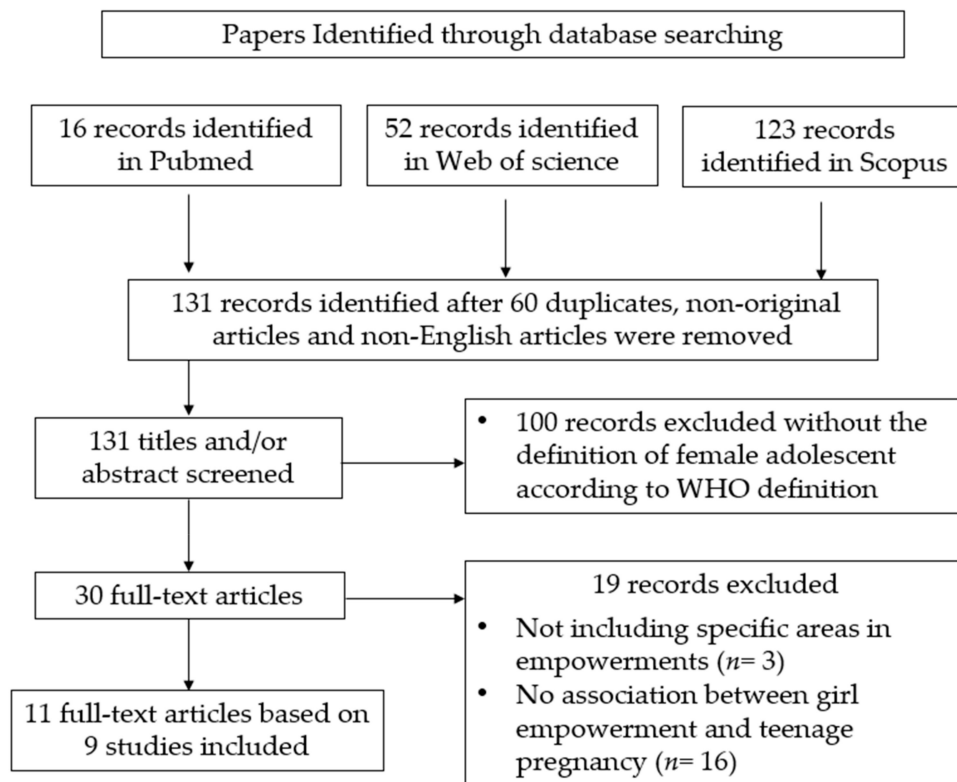 Papers Identified through database searching
16 records identified
in Pubmed
52 records identified
in Web of science
123 records
identified in Scopus
131 records identified after 60 duplicates, non-original
articles and non-English articles were removed
131 titles and/or
abstract screened
• 100 records excluded without the
definition of female adolescent
according to WHO definition
30 full-text articles
19 records excluded
• Not including specific areas in
empowerments (n= 3)
• No association between girl
empowerment and teenage
pregnancy (n= 16)
11 full-text articles based on
9 studies included